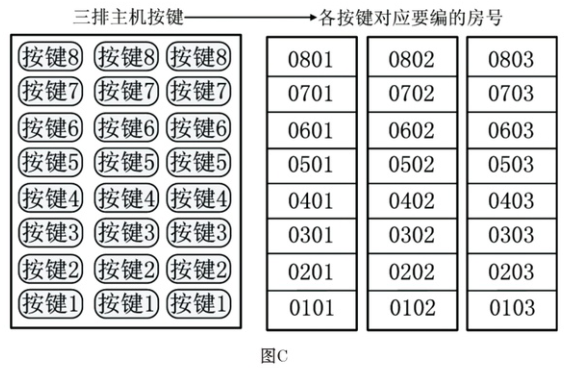 三排主机按键 各按键对应要编的房号
按键8 按键8 按键8 0801 0802 0803
按键7 按键7 按键7 0701 0702 0703
按键6 按键6 按键6 0601 0602 0603
按键5 按键5 按键5 0501 0502 0503
按键4 按键4 按键4 0401 0402 0403
按键3 按键3 按键3 0301 0302 0303
按键2 按键2 按键2 0201 0202 0203
按键1 按键1 按键1 0101 0102 0103
图C